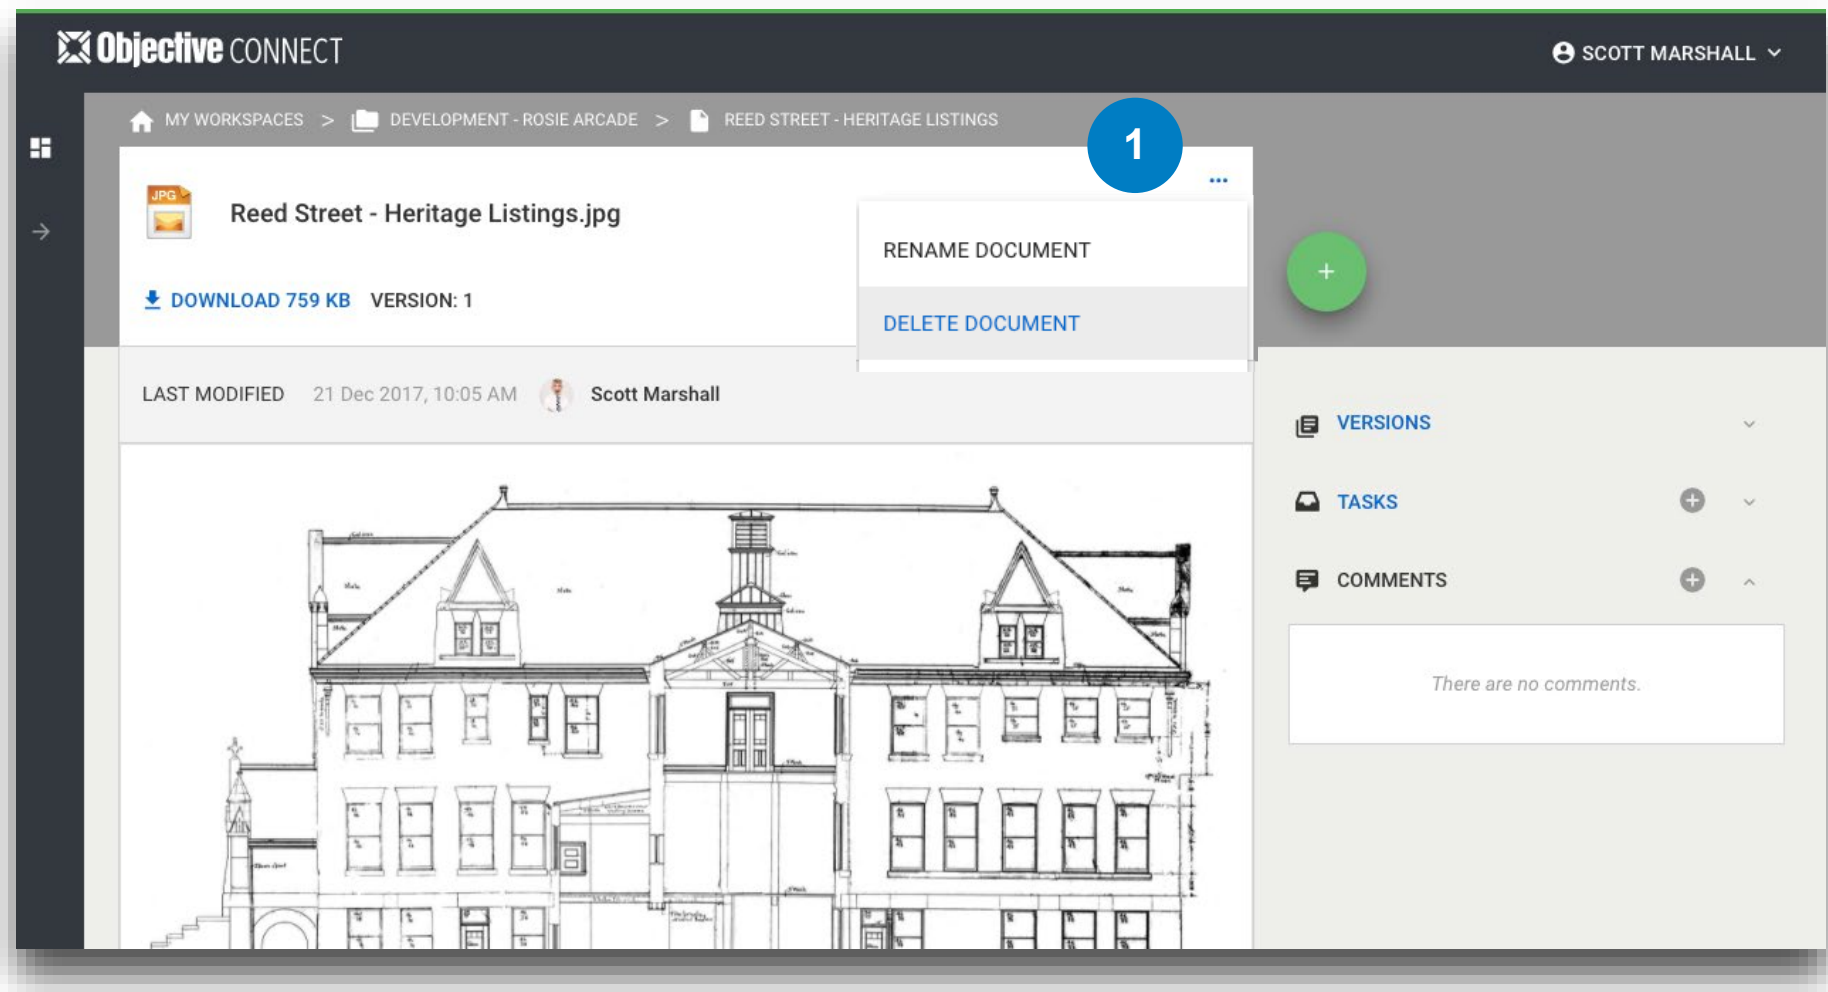 Objective CONNECT
SCOTT MARSHALL
MY WORKSPACES > DEVELOPMENT - ROSIE ARCADE > REED STREET - HERITAGE LISTINGS
1
...
JPG
Reed Street - Heritage Listings.jpg
RENAME DOCUMENT
+
DOWNLOAD 759 KB VERSION: 1
DELETE DOCUMENT
LAST MODIFIED 21 Dec 2017, 10:05 AM Scott Marshall
VERSIONS
TASKS
COMMENTS
There are no comments.